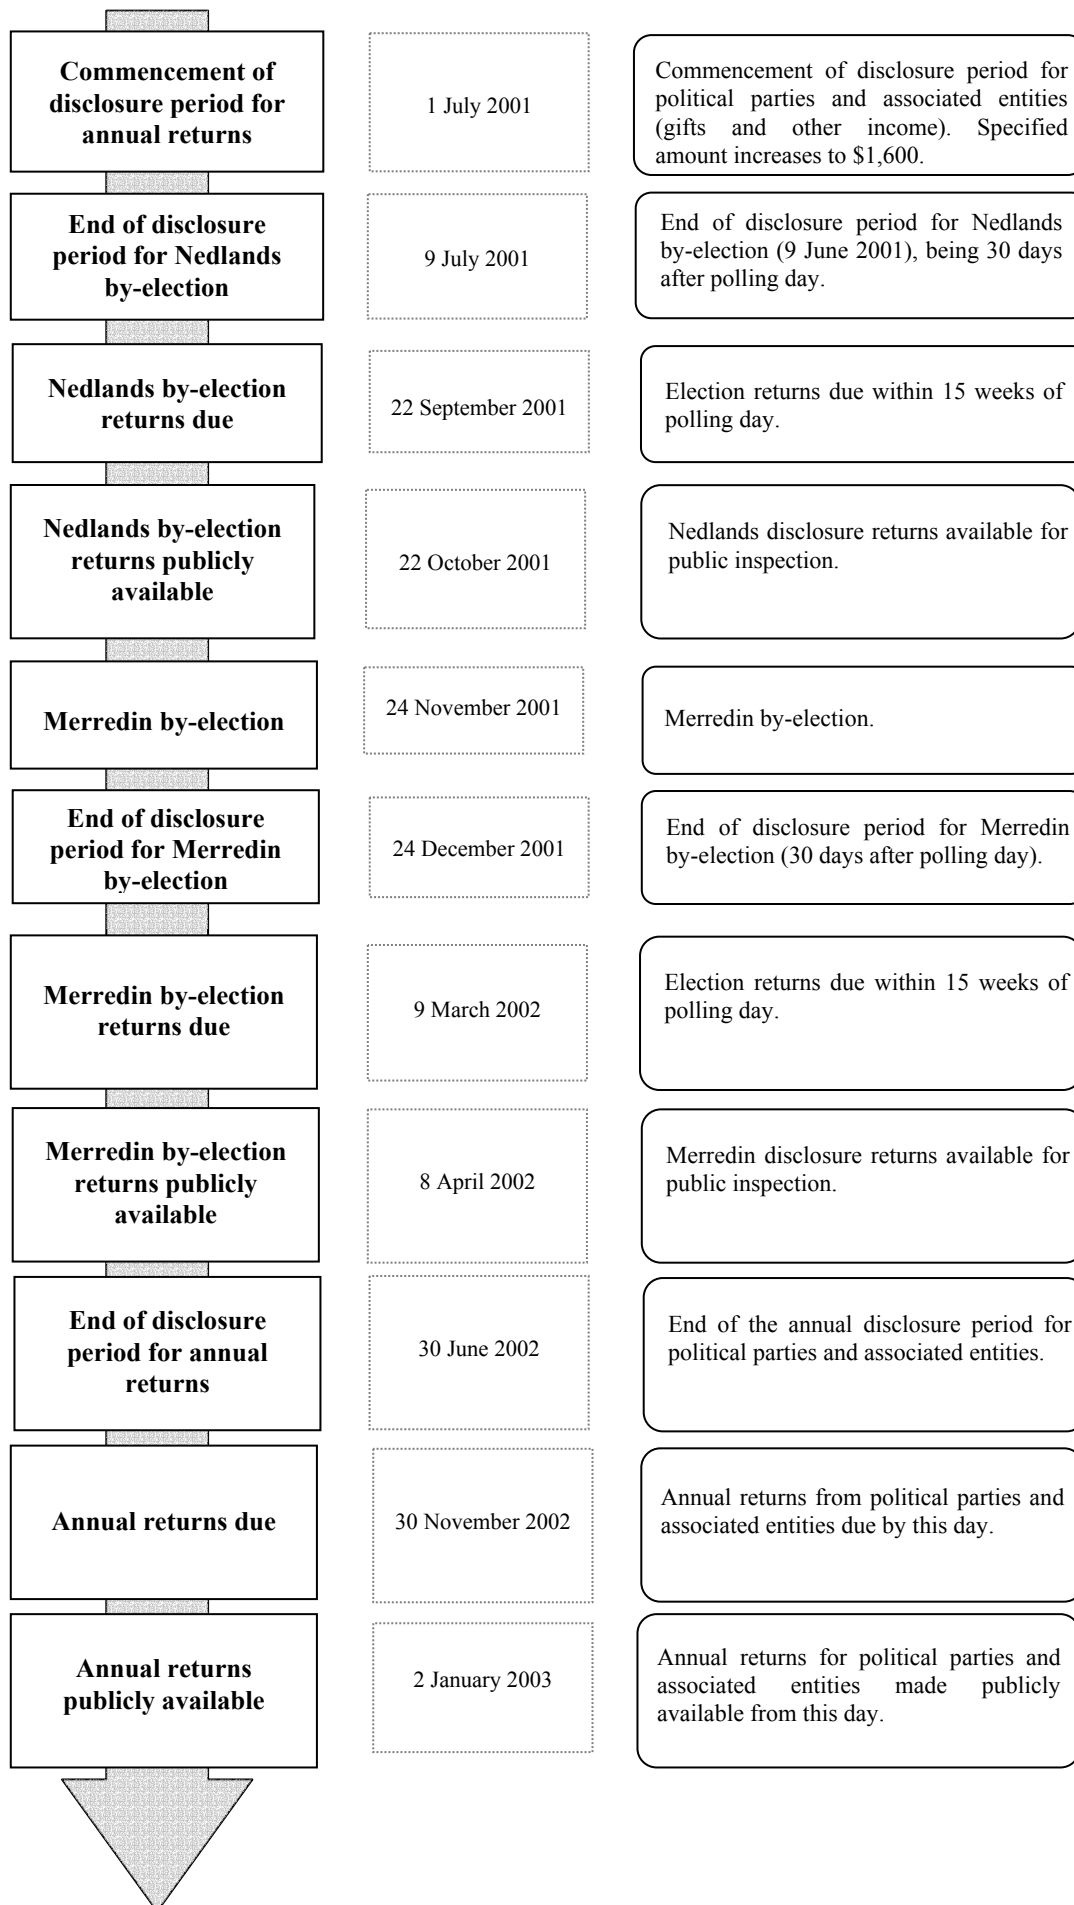 Commencement of
disclosure period for
annual returns
1 July 2001
Commencement of disclosure period for
political parties and associated entities
(gifts and other income). Specified
amount increases to $1,600.
End of disclosure
period for Nedlands
by-election
9 July 2001
End of disclosure period for Nedlands
by-election (9 June 2001), being 30 days
after polling day.
Nedlands by-election
returns due
22 September 2001
Election returns due within 15 weeks of
polling day.
Nedlands by-election
returns publicly
available
22 October 2001
Nedlands disclosure returns available for
public inspection.
Merredin by-election
24 November 2001
Merredin by-election.
End of disclosure
period for Merredin
by-election
24 December 2001
End of disclosure period for Merredin
by-election (30 days after polling day).
Merredin by-election
returns due
9 March 2002
Election returns due within 15 weeks of
polling day.
Merredin by-election
returns publicly
available
8 April 2002
Merredin disclosure returns available for
public inspection.
End of disclosure
period for annual
returns
30 June 2002
End of the annual disclosure period for
political parties and associated entities.
Annual returns due
30 November 2002
Annual returns from political parties and
associated entities due by this day.
Annual returns
publicly available
2 January 2003
Annual returns for political parties and
associated entities made publicly
available from this day.